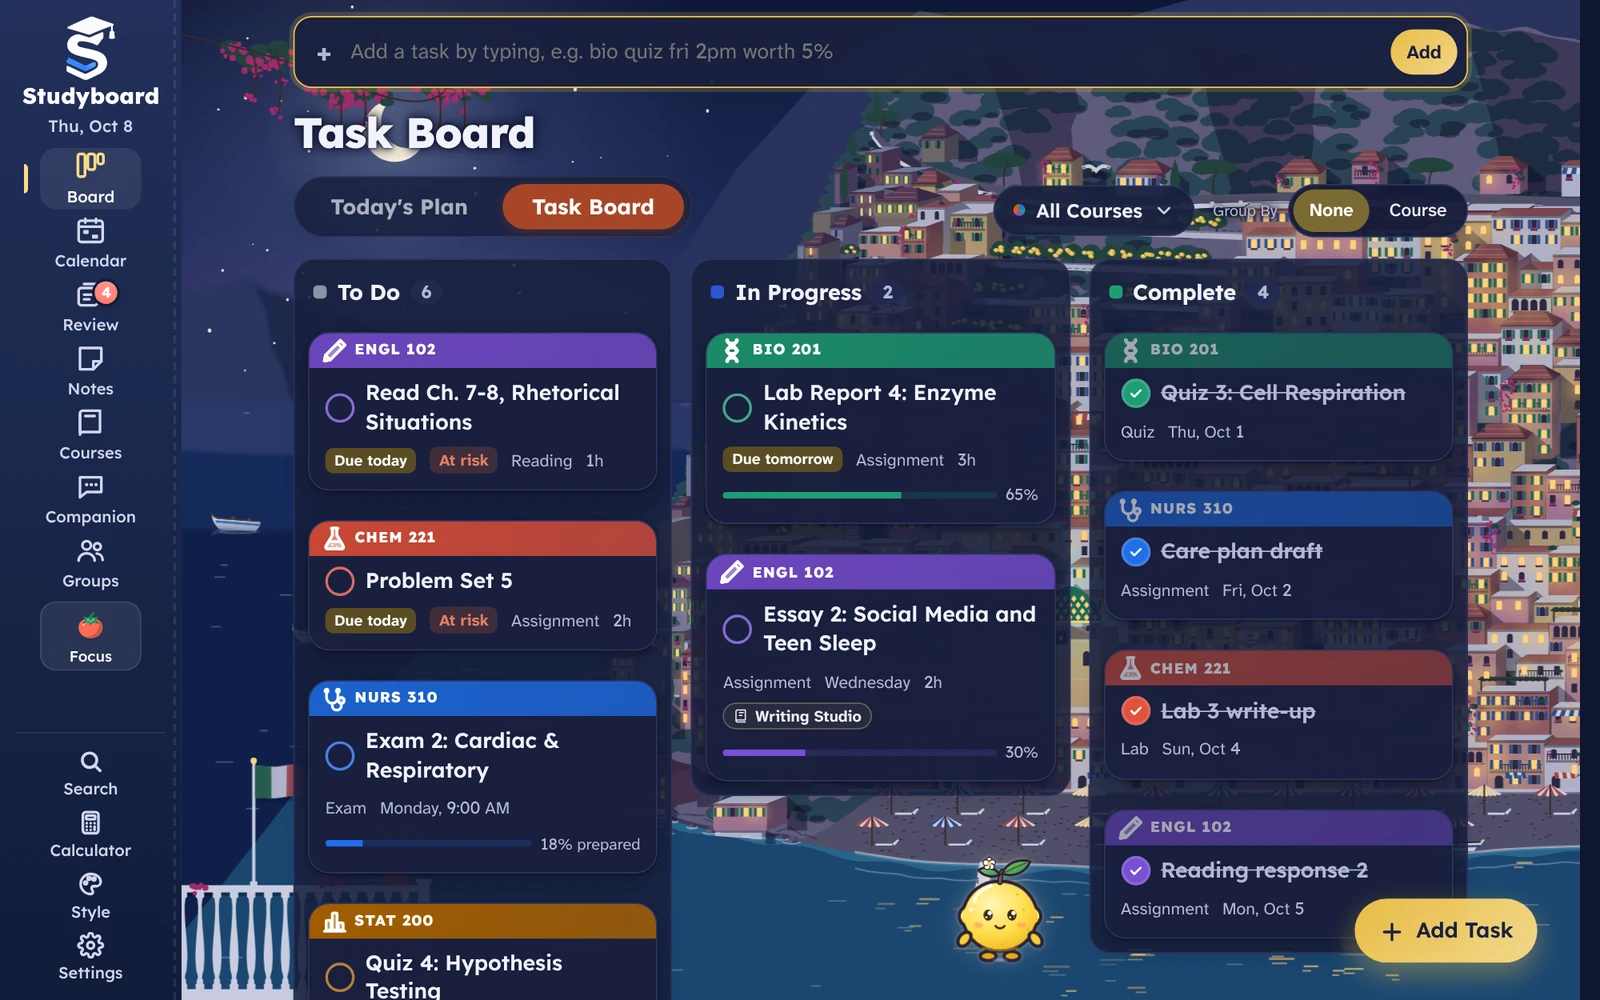 Studyboard
Thu, Oct 8
Board
Calendar
4
Review
Notes
Courses
Companion
Groups
Focus
Search
Calculator
Style
Settings
+ Add a task by typing, e.g. bio quiz fri 2pm worth 5%
Add
Task Board
Today's Plan
Task Board
All Courses
Group By
None
Course
To Do 6
ENGL 102
Read Ch. 7-8, Rhetorical
Situations
Due today At risk Reading 1h
CHEM 221
Problem Set 5
Due today At risk Assignment 2h
NURS 310
Exam 2: Cardiac &
Respiratory
Exam Monday, 9:00 AM
18% prepared
STAT 200
Quiz 4: Hypothesis
Testing
In Progress 2
BIO 201
Lab Report 4: Enzyme
Kinetics
Due tomorrow Assignment 3h
65%
ENGL 102
Essay 2: Social Media and
Teen Sleep
Assignment Wednesday 2h
Writing Studio
30%
Complete 4
BIO 201
Quiz 3: Cell Respiration
Quiz Thu, Oct 1
NURS 310
Care plan draft
Assignment Fri, Oct 2
CHEM 221
Lab 3 write-up
Lab Sun, Oct 4
ENGL 102
Reading response 2
Assignment Mon, Oct 5
+ Add Task